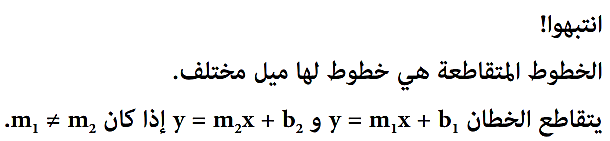 انتبهوا!
الخطوط المتقاطعة هي خطوط لها ميل مختلف.
يتقاطع الخطان y = m₁x + b₁ و y = m₂x + b₂ إذا كان m₁ ≠ m₂.